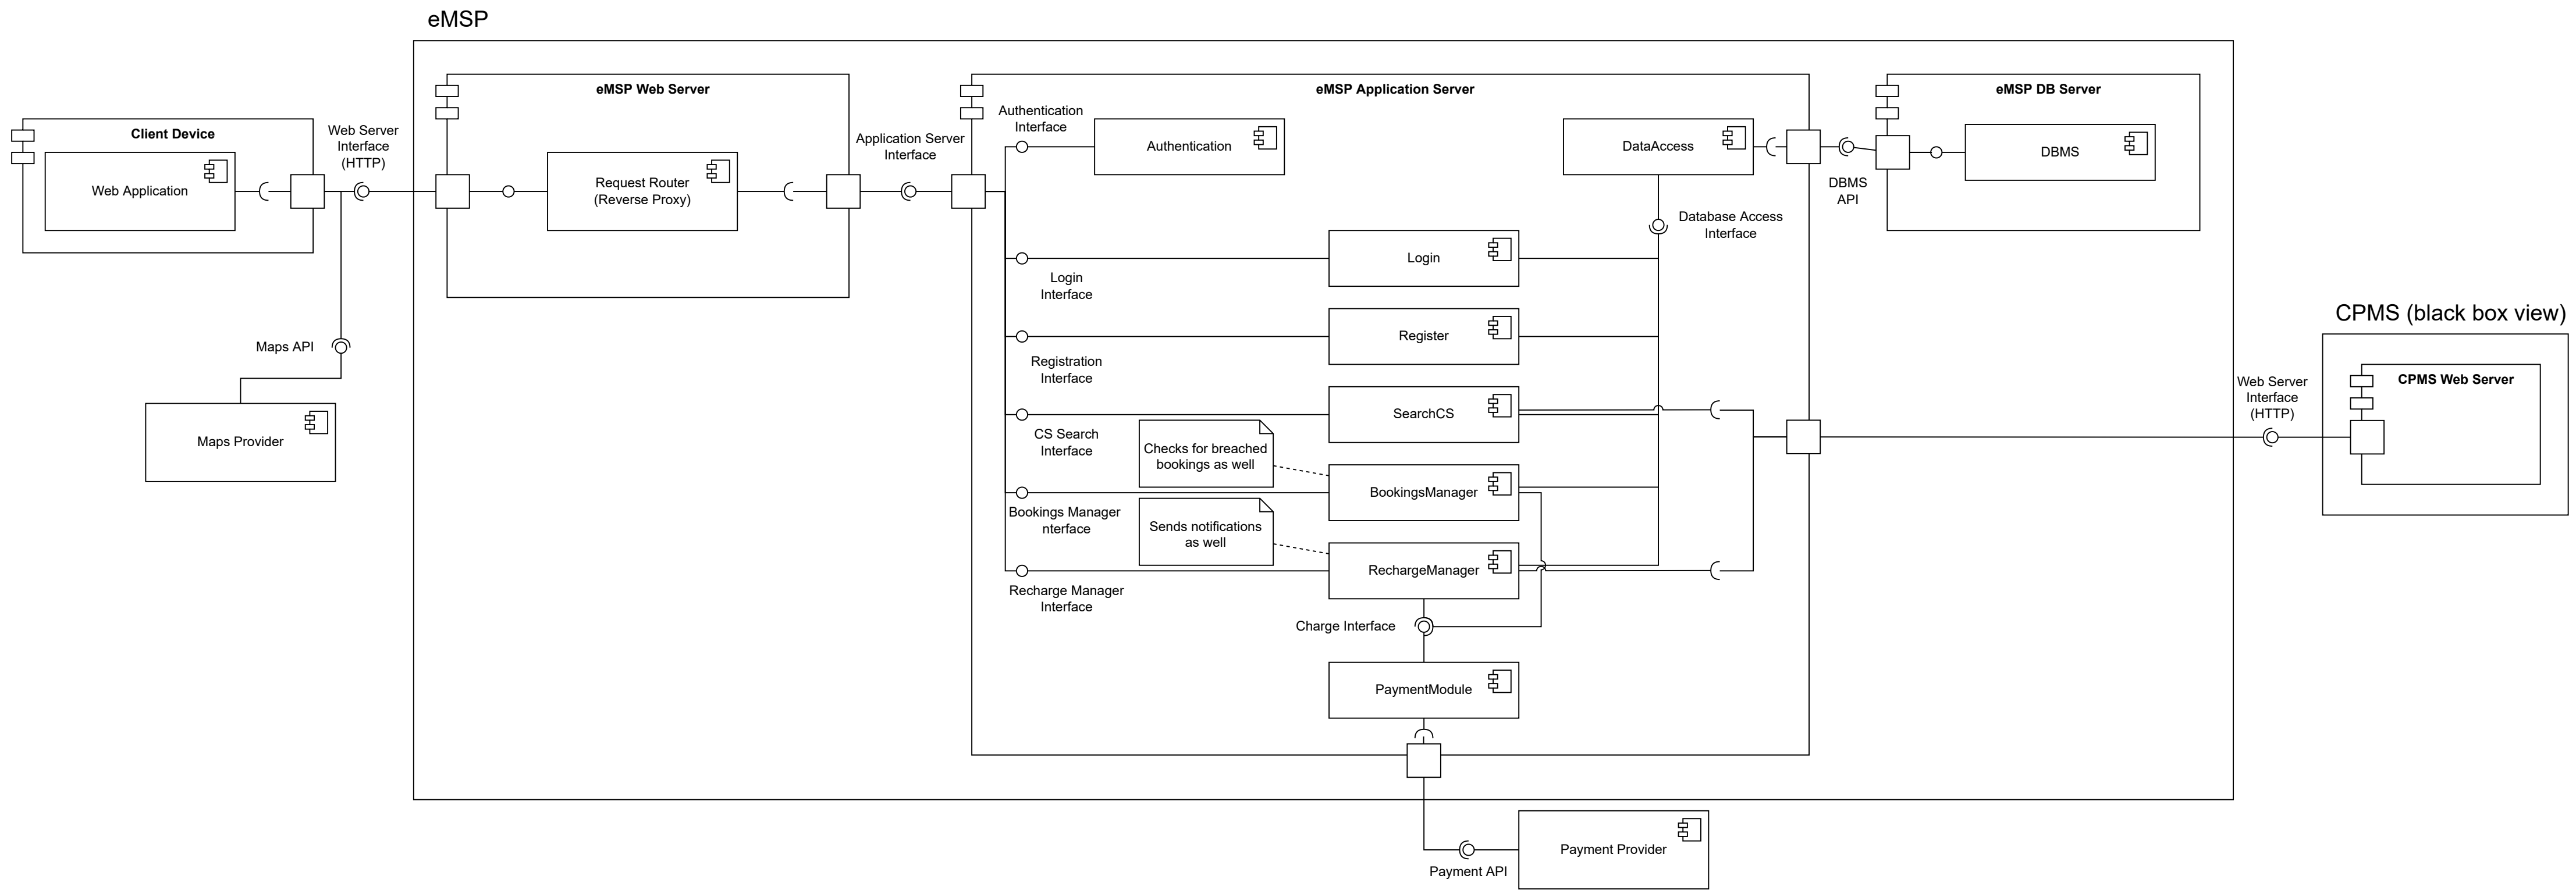 eMSP
eMSP Web Server
eMSP Application Server
eMSP DB Server
Client Device
Web Application
Web Server
Interface
(HTTP)
Request Router
(Reverse Proxy)
Application Server
Interface
Authentication
Interface
Authentication
DataAccess
DBMS
API
DBMS
Database Access
Interface
Login
Login
Interface
Register
Registration
Interface
Maps API
Maps Provider
SearchCS
CS Search
Interface
Checks for breached
bookings as well
BookingsManager
Bookings Manager
nterface
Sends notifications
as well
RechargeManager
Recharge Manager
Interface
Charge Interface
PaymentModule
Payment API
Payment Provider
Web Server
Interface
(HTTP)
CPMS (black box view)
CPMS Web Server